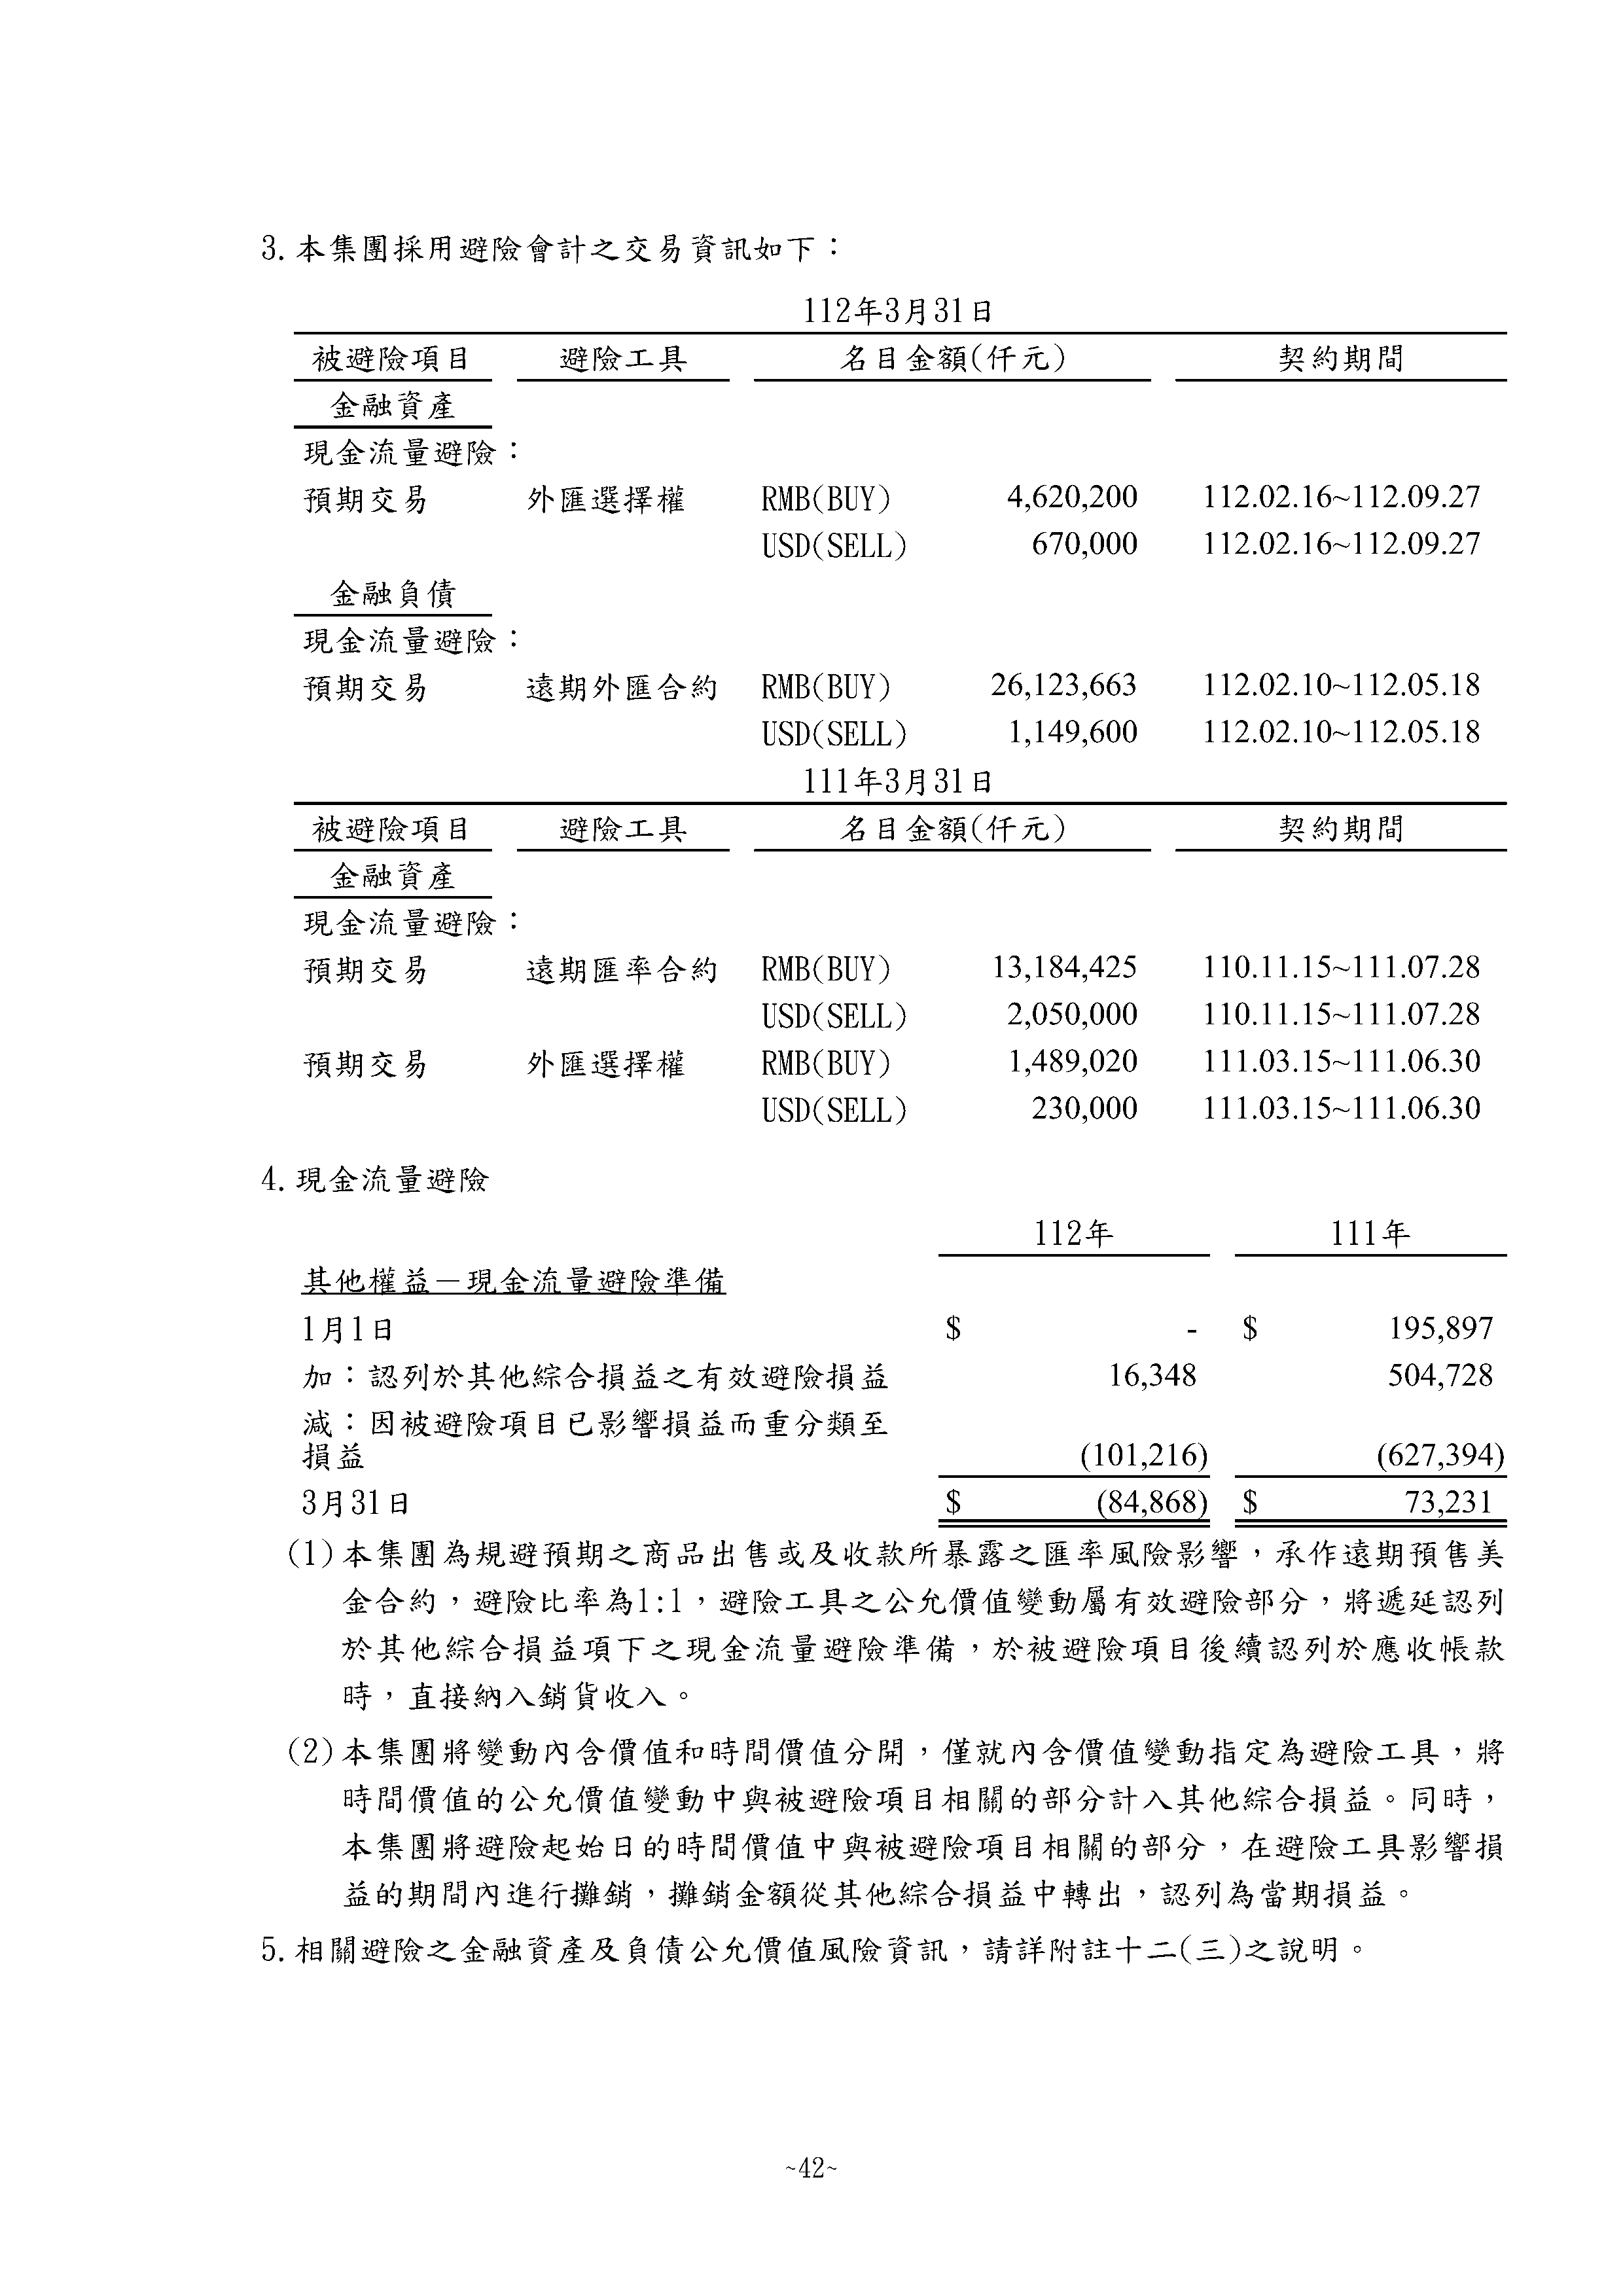 3. 本集團採用避險會計之交易資訊如下：
112年3月31日
被避險項目 避險工具 名目金額(仟元) 契約期間
金融資產
現金流量避險：
預期交易 外匯選擇權 RMB(BUY) 4,620,200 112.02.16~112.09.27
USD(SELL) 670,000 112.02.16~112.09.27
金融負債
現金流量避險：
預期交易 遠期外匯合約 RMB(BUY) 26,123,663 112.02.10~112.05.18
USD(SELL) 1,149,600 112.02.10~112.05.18
111年3月31日
被避險項目 避險工具 名目金額(仟元) 契約期間
金融資產
現金流量避險：
預期交易 遠期匯率合約 RMB(BUY) 13,184,425 110.11.15~111.07.28
USD(SELL) 2,050,000 110.11.15~111.07.28
預期交易 外匯選擇權 RMB(BUY) 1,489,020 111.03.15~111.06.30
USD(SELL) 230,000 111.03.15~111.06.30
4. 現金流量避險
112年 111年
其他權益－現金流量避險準備
1月1日 $ - $ 195,897
加：認列於其他綜合損益之有效避險損益 16,348 504,728
減：因被避險項目已影響損益而重分類至
損益 (101,216) (627,394)
3月31日 $ (84,868) $ 73,231
(1)本集團為規避預期之商品出售或及收款所暴露之匯率風險影響，承作遠期預售美
金合約，避險比率為1:1，避險工具之公允價值變動屬有效避險部分，將遞延認列
於其他綜合損益項下之現金流量避險準備，於被避險項目後續認列於應收帳款
時，直接納入銷貨收入。
(2)本集團將變動內含價值和時間價值分開，僅就內含價值變動指定為避險工具，將
時間價值的公允價值變動中與被避險項目相關的部分計入其他綜合損益。同時，
本集團將避險起始日的時間價值中與被避險項目相關的部分，在避險工具影響損
益的期間內進行攤銷，攤銷金額從其他綜合損益中轉出，認列為當期損益。
5. 相關避險之金融資產及負債公允價值風險資訊，請詳附註十二(三)之說明。
~42~